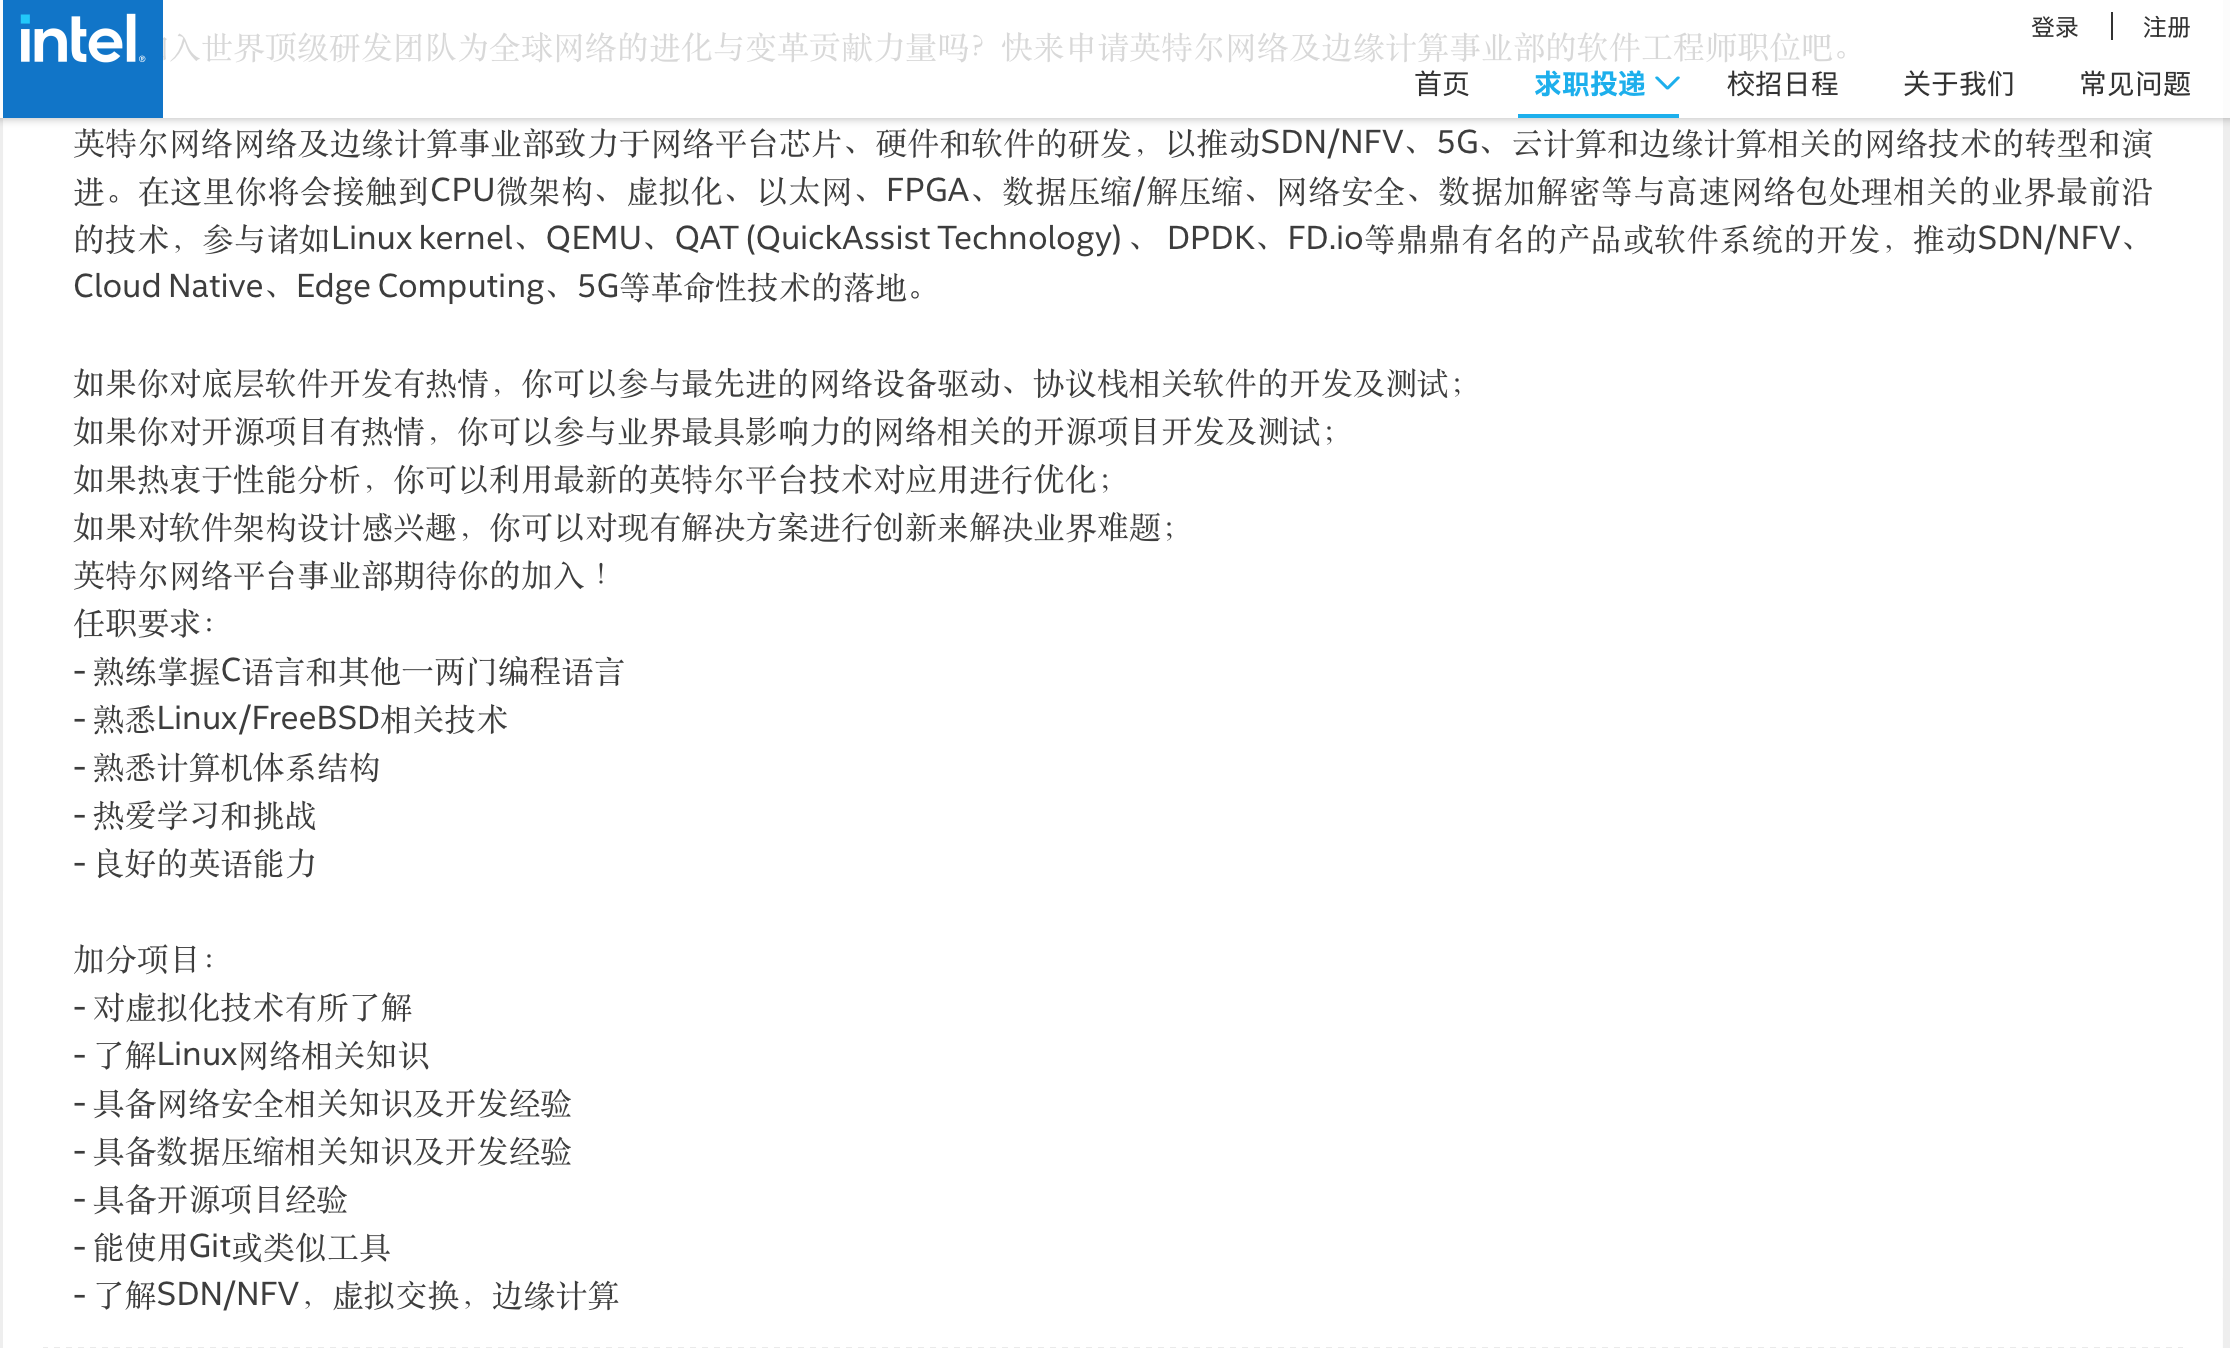 intel
登录 | 注册
入世界顶级研发团队为全球网络的进化与变革贡献力量吗？快来申请英特尔网络及边缘计算事业部的软件工程师职位吧。
首页 求职投递 校招日程 关于我们 常见问题
英特尔网络网络及边缘计算事业部致力于网络平台芯片、硬件和软件的研发，以推动SDN/NFV、5G、云计算和边缘计算相关的网络技术的转型和演
进。在这里你将会接触到CPU微架构、虚拟化、以太网、FPGA、数据压缩/解压缩、网络安全、数据加解密等与高速网络包处理相关的业界最前沿
的技术，参与诸如Linux kernel、QEMU、QAT (QuickAssist Technology) 、 DPDK、FD.io等鼎鼎有名的产品或软件系统的开发，推动SDN/NFV、
Cloud Native、Edge Computing、5G等革命性技术的落地。
如果你对底层软件开发有热情，你可以参与最先进的网络设备驱动、协议栈相关软件的开发及测试；
如果你对开源项目有热情，你可以参与业界最具影响力的网络相关的开源项目开发及测试；
如果热衷于性能分析，你可以利用最新的英特尔平台技术对应用进行优化；
如果对软件架构设计感兴趣，你可以对现有解决方案进行创新来解决业界难题；
英特尔网络平台事业部期待你的加入！
任职要求：
- 熟练掌握C语言和其他一两门编程语言
- 熟悉Linux/FreeBSD相关技术
- 熟悉计算机体系结构
- 热爱学习和挑战
- 良好的英语能力
加分项目：
- 对虚拟化技术有所了解
- 了解Linux网络相关知识
- 具备网络安全相关知识及开发经验
- 具备数据压缩相关知识及开发经验
- 具备开源项目经验
- 能使用Git或类似工具
- 了解SDN/NFV，虚拟交换，边缘计算